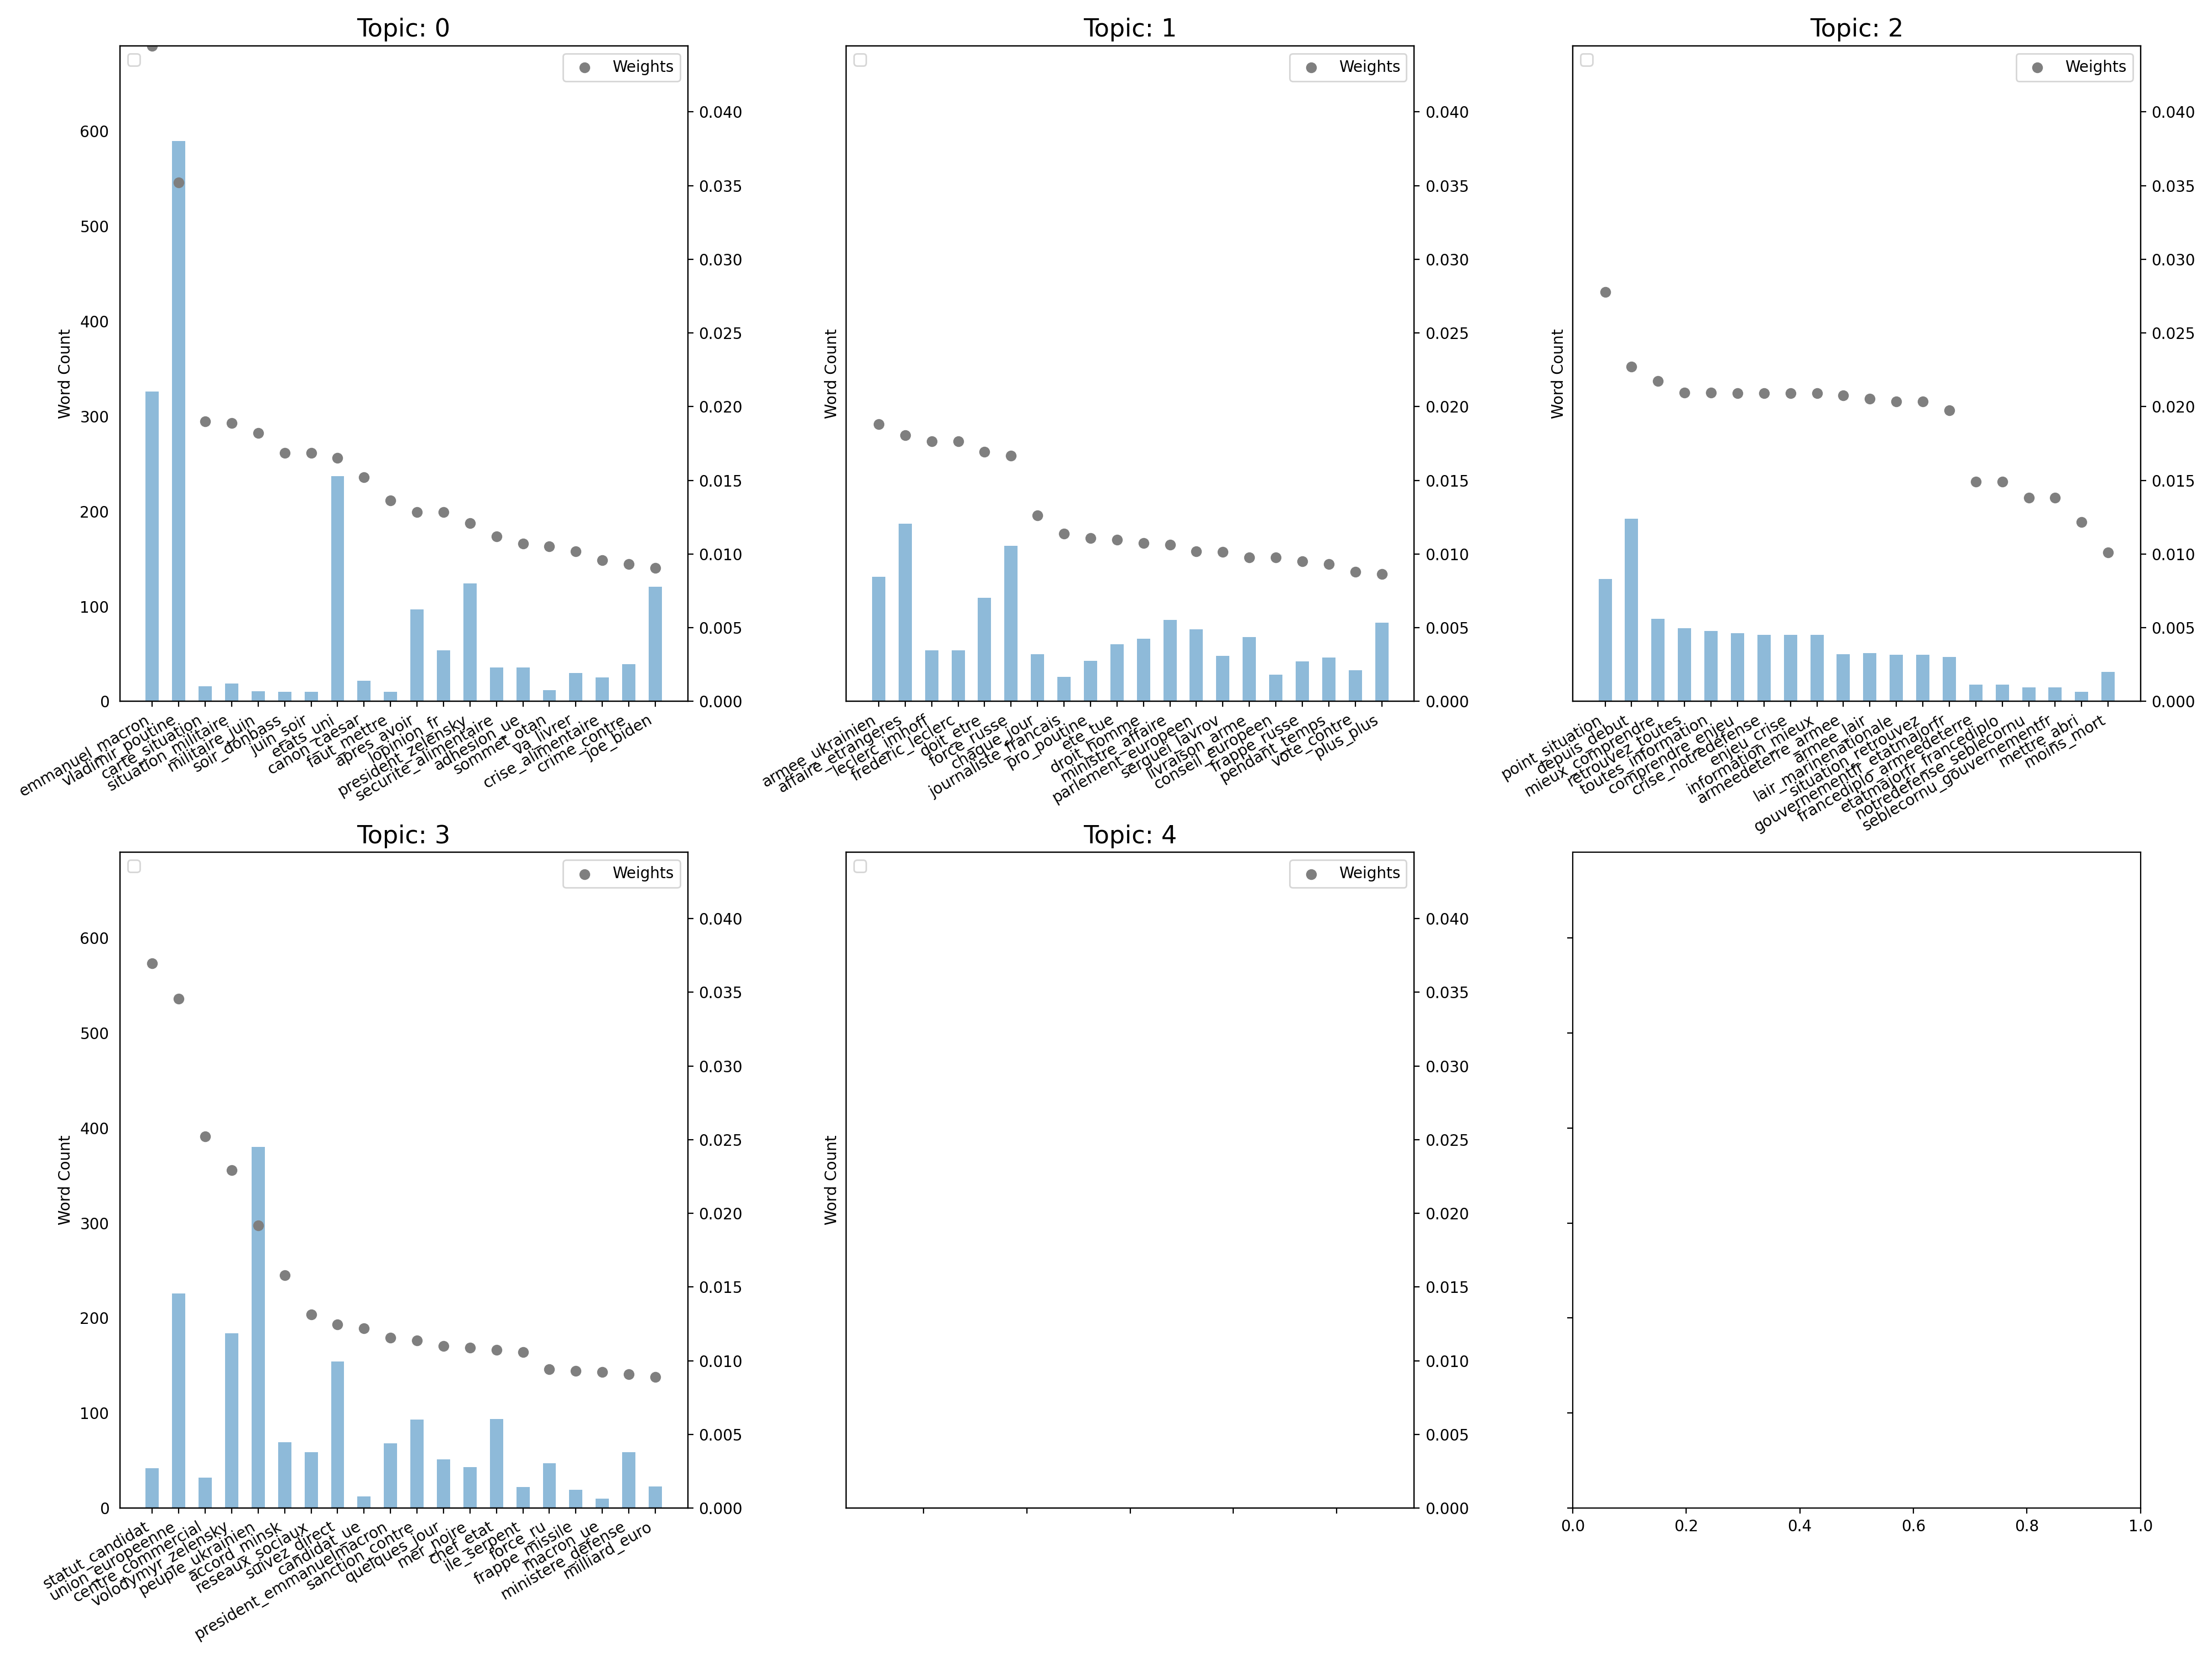 Topic: 0
Weights
Word Count
600
500
400
300
200
100
0
0.040
0.035
0.030
0.025
0.020
0.015
0.010
0.005
0.000
emmanuel_macron
vladimir_poutine
carte_situation
situation_militaire
militaire_juin
soir_donbass
juin_soir
etats_uni
canon_caesar
faut_mettre
apres_avoir
lopinion_fr
president_zelensky
securite_alimentaire
adhesion_ue
sommet_otan
va_livrer
crise_alimentaire
crime_contre
joe_biden
Topic: 1
Weights
Word Count
0.040
0.035
0.030
0.025
0.020
0.015
0.010
0.005
0.000
armee_ukrainien
affaire_etrangeres
leclerc_imhoff
frederic_leclerc
doit_etre
force_russe
chaque_jour
journaliste_francais
pro_poutine
ete_tue
droit_homme
ministre_affaire
parlement_europeen
serguei_lavrov
livraison_arme
conseil_europeen
frappe_russe
pendant_temps
vote_contre
plus_plus
Topic: 2
Weights
Word Count
0.040
0.035
0.030
0.025
0.020
0.015
0.010
0.005
0.000
point_situation
depuis_debut
mieux_comprendre
retrouvez_toutes
toutes_information
comprendre_enjeu
crise_notredefense
enjeu_crise
information_mieux
armeedeterre_armee
armee_lair
lair_marinenationale
situation_retrouvez
gouvernementfr_etatmajorfr
francediplo_armeedeterre
etatmajorfr_francediplo
notredefense_seblecornu
seblecornu_gouvernementfr
mettre_abri
moins_mort
Topic: 3
Weights
Word Count
600
500
400
300
200
100
0
0.040
0.035
0.030
0.025
0.020
0.015
0.010
0.005
0.000
statut_candidat
union_europeenne
centre_commercial
volodymyr_zelensky
peuple_ukrainien
accord_minsk
reseaux_sociaux
suivez_direct
candidat_ue
president_emmanuelmacron
sanction_contre
quelques_jour
mer_noire
chef_etat
ile_serpent
force_ru
frappe_missile
macron_ue
ministere_defense
milliard_euro
Topic: 4
Weights
Word Count
0.040
0.035
0.030
0.025
0.020
0.015
0.010
0.005
0.000
0.0 0.2 0.4 0.6 0.8 1.0